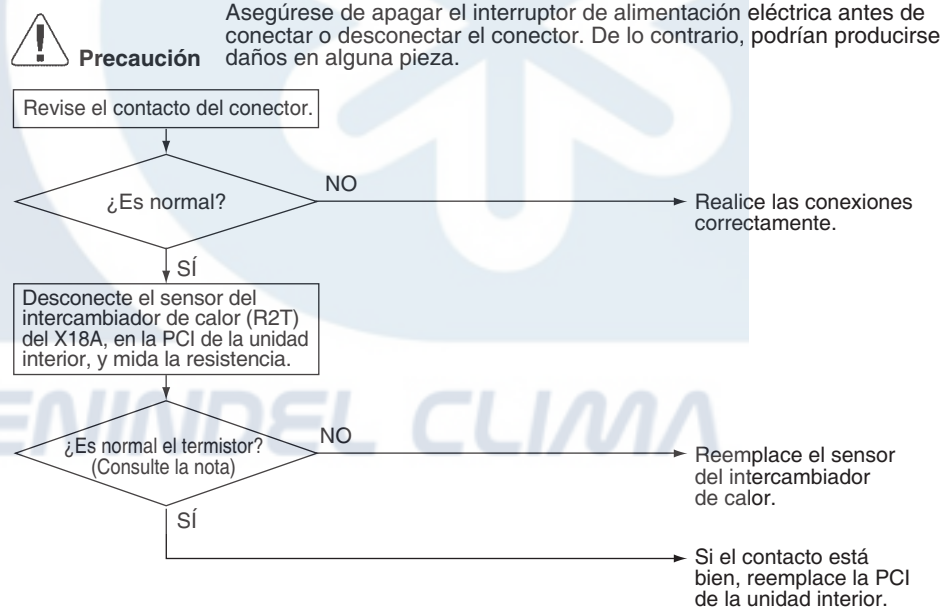 Asegúrese de apagar el interruptor de alimentación eléctrica antes de
conectar o desconectar el conector. De lo contrario, podrían producirse
Precaución daños en alguna pieza.
Revise el contacto del conector.
¿Es normal?
NO
Realice las conexiones
correctamente.
SÍ
Desconecte el sensor del
intercambiador de calor (R2T)
del X18A, en la PCI de la unidad
interior, y mida la resistencia.
¿Es normal el termistor?
(Consulte la nota)
NO
Reemplace el sensor
del intercambiador
de calor.
SÍ
Si el contacto está
bien, reemplace la PCI
de la unidad interior.
ENINDEL CLIMA